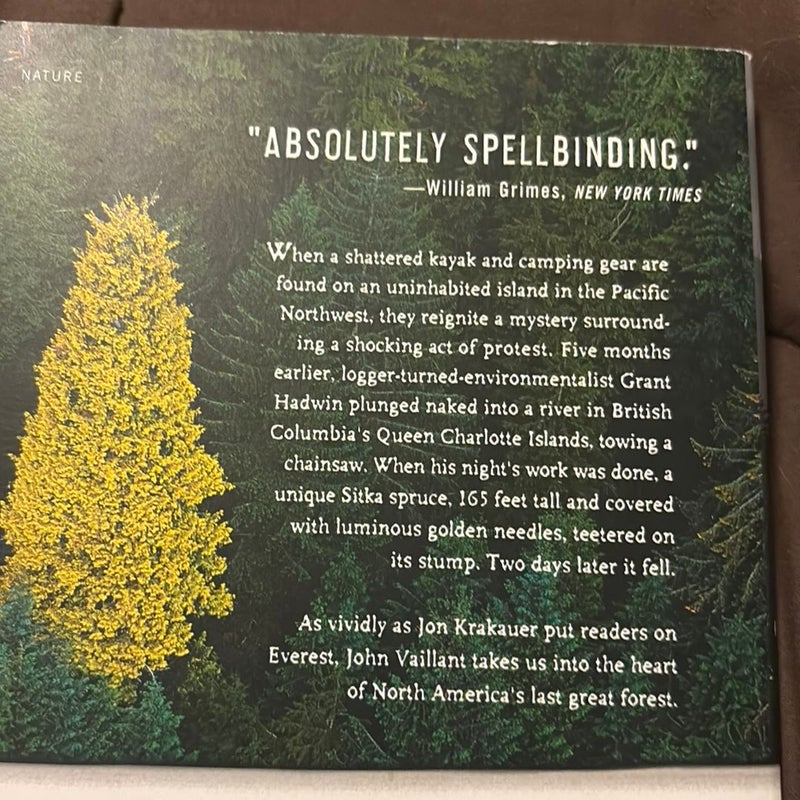 NATURE
"ABSOLUTELY SPELLBINDING."
—William Grimes, NEW YORK TIMES
When a shattered kayak and camping gear are
found on an uninhabited island in the Pacific
Northwest, they reignite a mystery surround-
ing a shocking act of protest. Five months
earlier, logger-turned-environmentalist Grant
Hadwin plunged naked into a river in British
Columbia's Queen Charlotte Islands, towing a
chainsaw. When his night's work was done, a
unique Sitka spruce, 165 feet tall and covered
with luminous golden needles, teetered on
its stump. Two days later it fell.
As vividly as Jon Krakauer put readers on
Everest, John Vaillant takes us into the heart
of North America's last great forest.